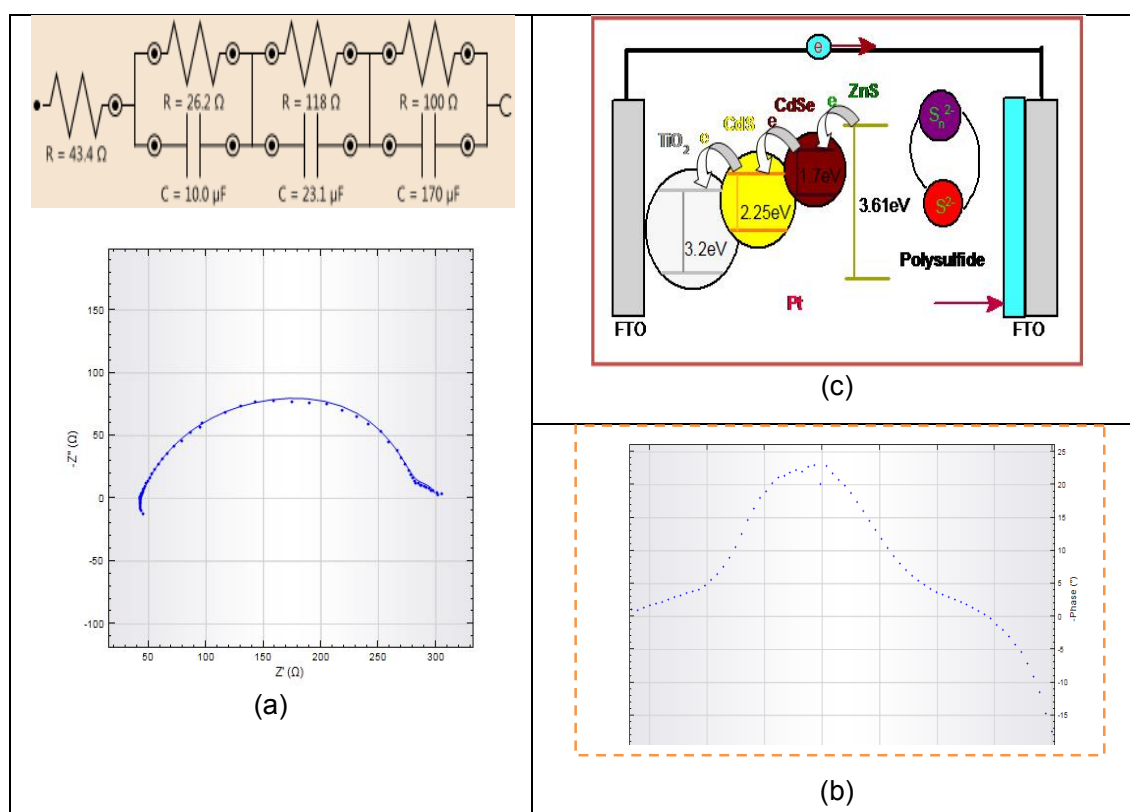 R = 43.4 Ω
R = 26.2 Ω
R = 118 Ω
R = 100 Ω
C = 10.0 µF
C = 23.1 µF
C = 170 µF
150
100
50
0
-50
-100
-Z'' (Ω)
50
100
150
200
250
300
Z' (Ω)
(a)
e
TiO2
e
CdS
e
CdSe
e
ZnS
3.2eV
2.25eV
1.7eV
3.61eV
Sn2-
S2-
Polysulfide
Pt
FTO
FTO
(c)
25
20
15
10
5
0
-5
-10
-15
-Phase (°)
(b)